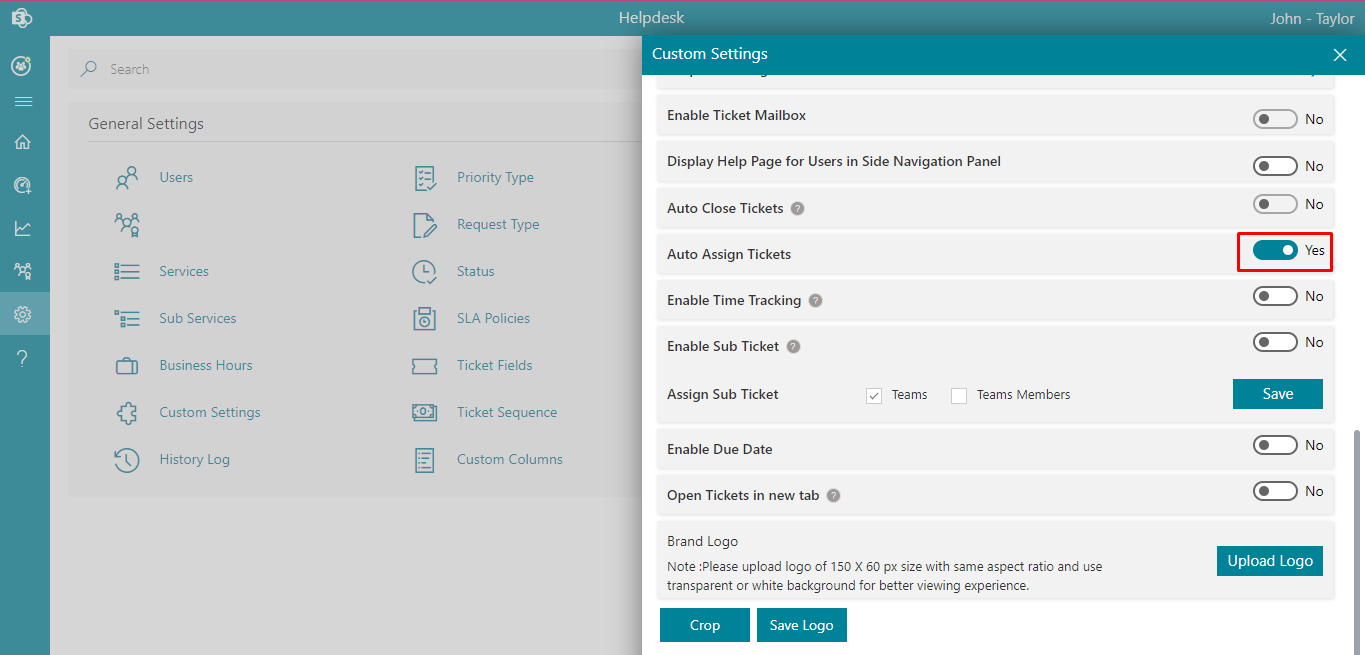 Helpdesk
John - Taylor
Search
General Settings
Users
Priority Type
Request Type
Services
Status
Sub Services
SLA Policies
Business Hours
Ticket Fields
Custom Settings
Ticket Sequence
History Log
Custom Columns
Custom Settings
Enable Ticket Mailbox
No
Display Help Page for Users in Side Navigation Panel
No
Auto Close Tickets ?
No
Auto Assign Tickets
Yes
Enable Time Tracking ?
No
Enable Sub Ticket ?
No
Assign Sub Ticket
Teams
Teams Members
Save
Enable Due Date
No
Open Tickets in new tab ?
No
Brand Logo
Note :Please upload logo of 150 X 60 px size with same aspect ratio and use
transparent or white background for better viewing experience.
Upload Logo
Crop
Save Logo